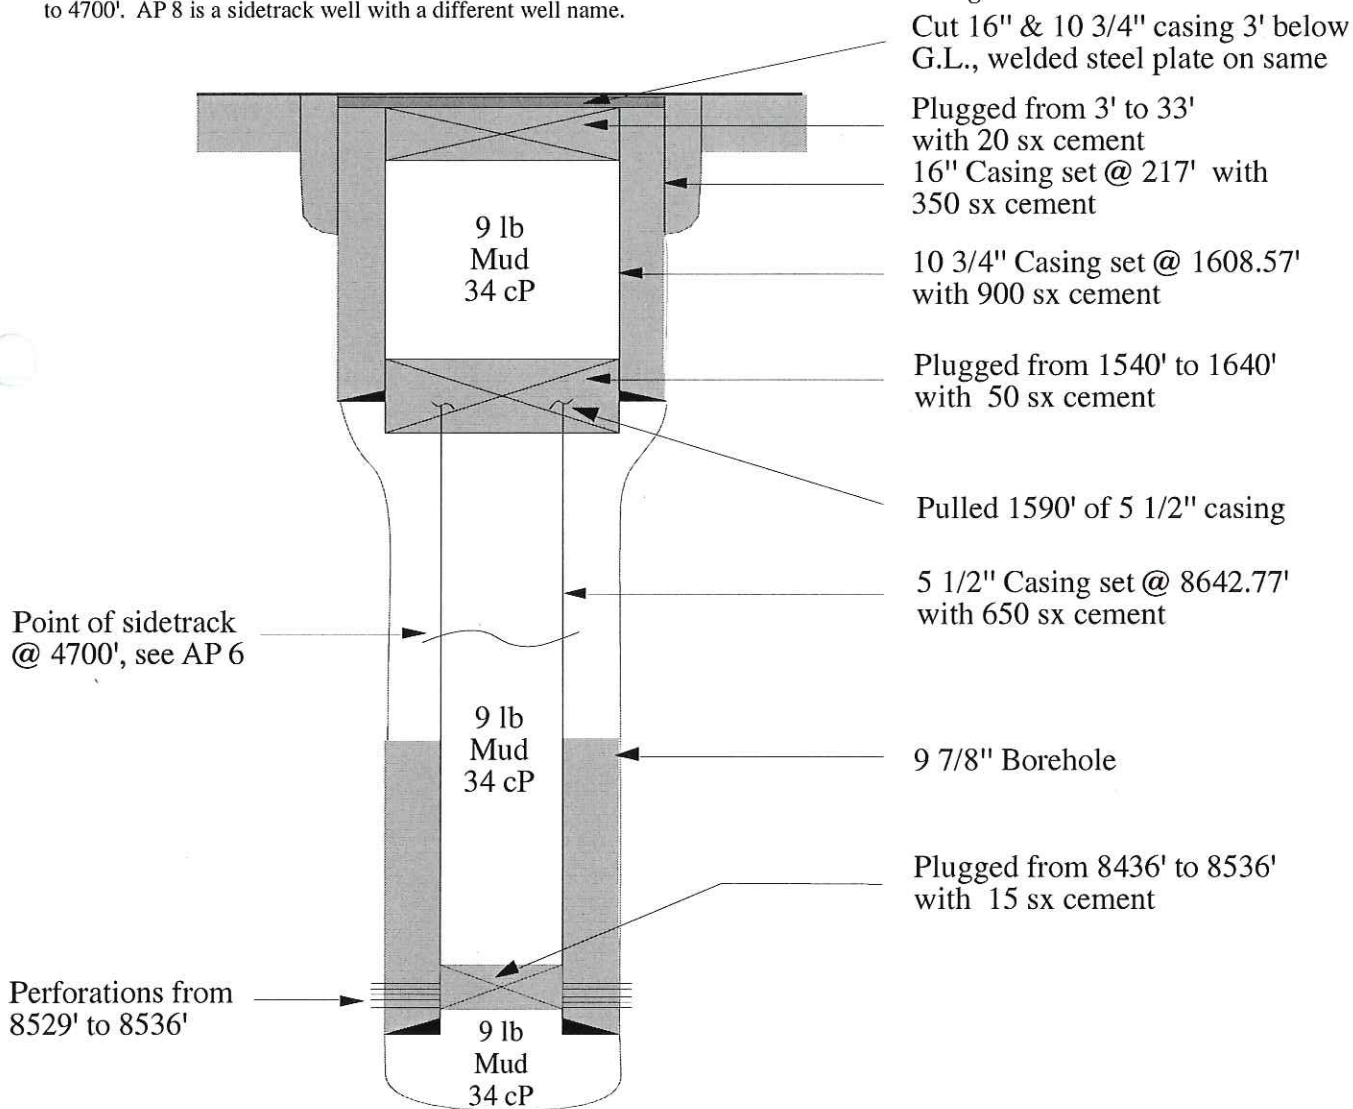 to 4700'. AP 8 is a sidetrack well with a different well name.
Cut 16" & 10 3/4" casing 3' below
G.L., welded steel plate on same
Plugged from 3' to 33'
with 20 sx cement
16" Casing set @ 217' with
350 sx cement
9 lb
Mud
34 cP
10 3/4" Casing set @ 1608.57'
with 900 sx cement
Plugged from 1540' to 1640'
with 50 sx cement
Pulled 1590' of 5 1/2" casing
5 1/2" Casing set @ 8642.77'
with 650 sx cement
Point of sidetrack
@ 4700', see AP 6
9 lb
Mud
34 cP
9 7/8" Borehole
Plugged from 8436' to 8536'
with 15 sx cement
Perforations from
8529' to 8536'
9 lb
Mud
34 cP